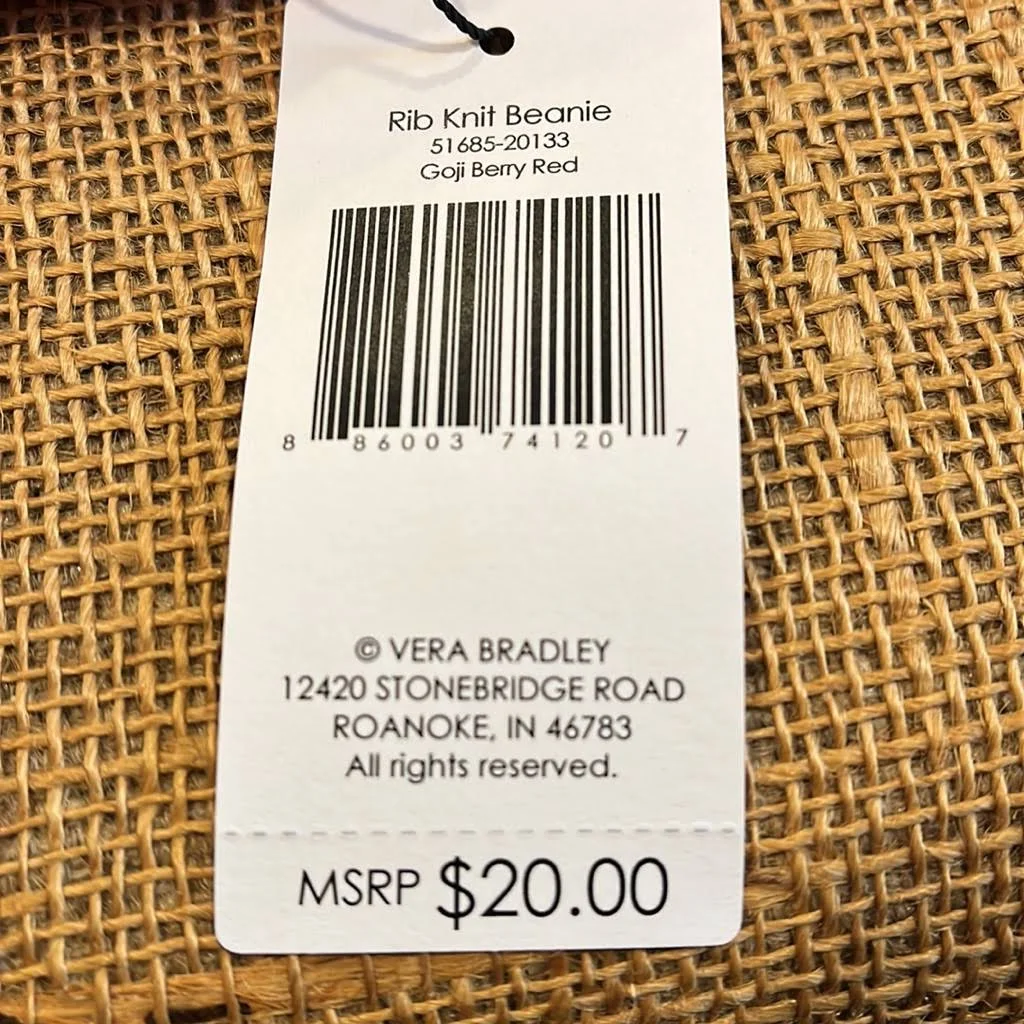 Rib Knit Beanie
51685-20133
Goji Berry Red
8 86003 74120 7
© VERA BRADLEY
12420 STONEBRIDGE ROAD
ROANOKE, IN 46783
All rights reserved.
MSRP $20.00